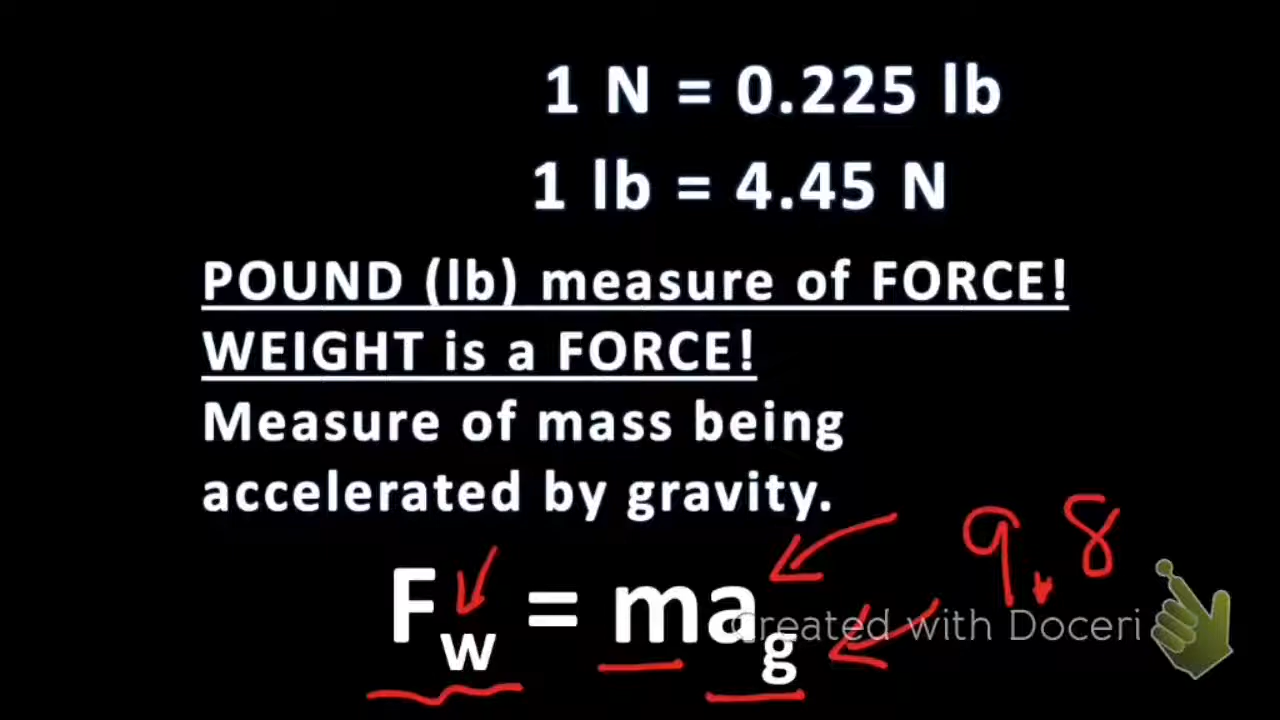 1 N = 0.225 lb
1 lb = 4.45 N
POUND (lb) measure of FORCE!
WEIGHT is a FORCE!
Measure of mass being
accelerated by gravity.
9.8
Fw = mag
Created with Doceri